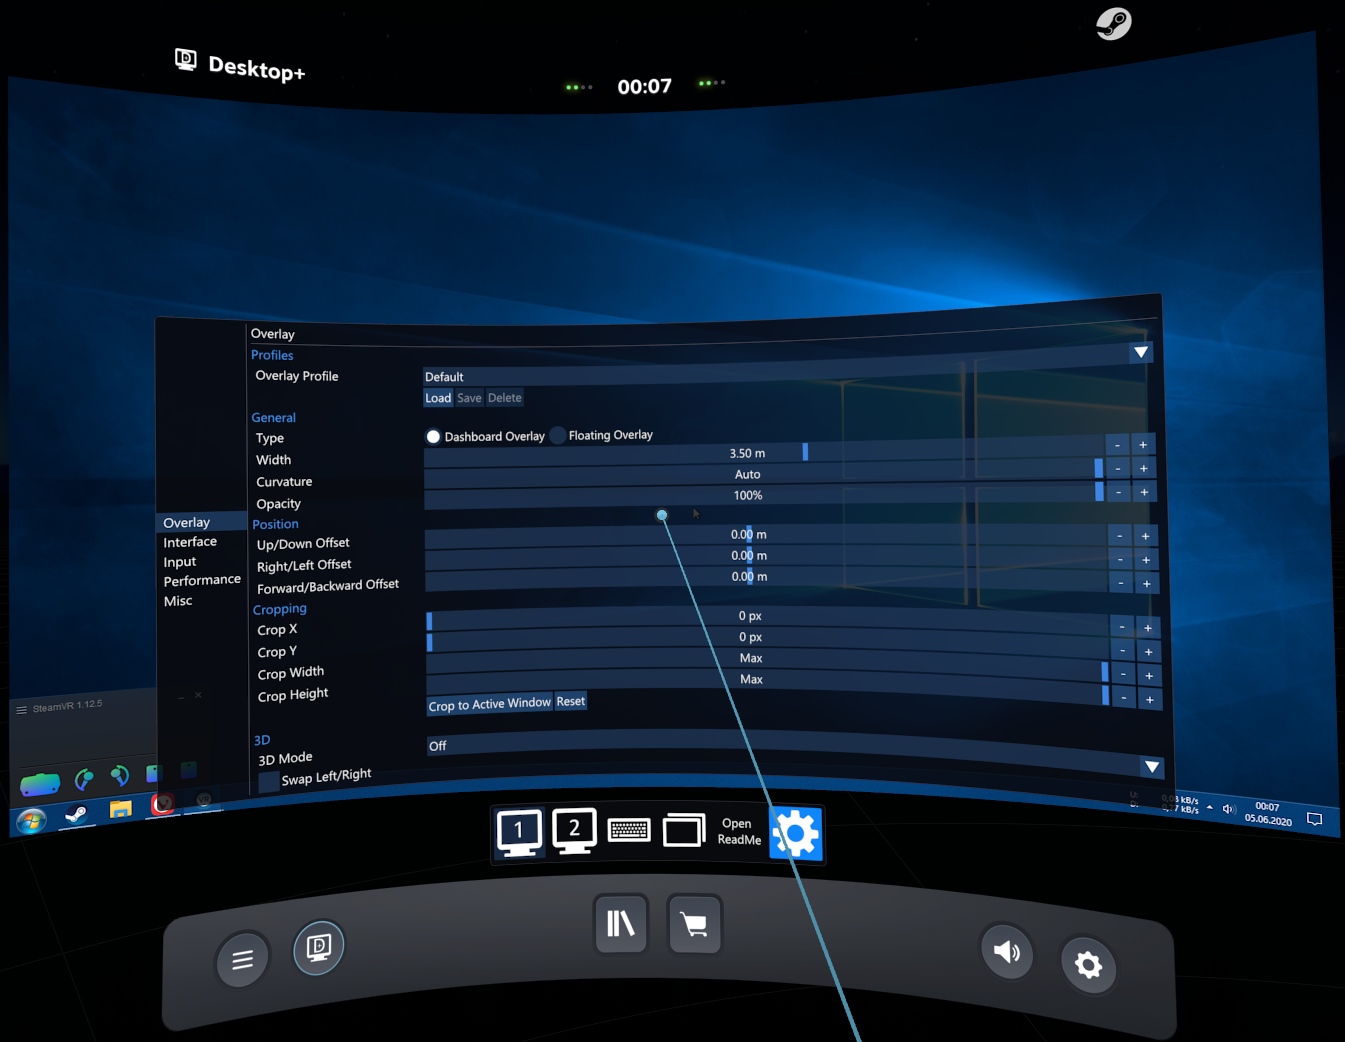 Desktop+
00:07
Overlay
Profiles
Overlay Profile
Default
Load Save Delete
General
Type
Dashboard Overlay Floating Overlay
Width
3.50 m
- +
Curvature
Auto
- +
Opacity
100%
- +
Overlay
Interface
Input
Performance
Misc
Position
Up/Down Offset
0.00 m
- +
Right/Left Offset
0.00 m
- +
Forward/Backward Offset
0.00 m
- +
Cropping
Crop X
0 px
- +
Crop Y
0 px
- +
Crop Width
Max
- +
Crop Height
Max
- +
Crop to Active Window Reset
3D
3D Mode
Off
Swap Left/Right
SteamVR 1.12.5
kB/s
kB/s
00:07
05.06.2020
1
2
Open
ReadMe